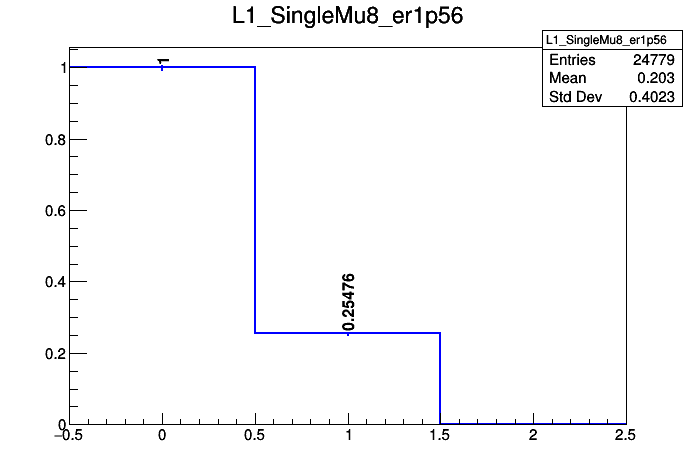 L1_SingleMu8_er1p56
L1_SingleMu8_er1p56
Entries 24779
Mean 0.203
Std Dev 0.4023
1
0.8
0.6
0.4
0.2
0
1
0.25476
−0.5 0 0.5 1 1.5 2 2.5